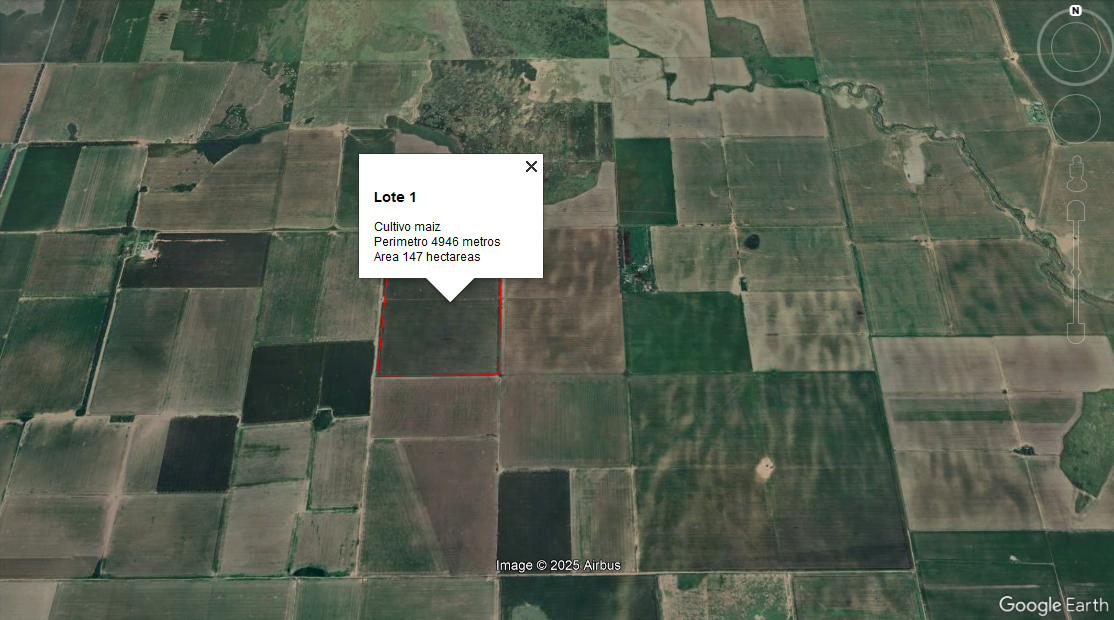 N
Lote 1
Cultivo maiz
Perimetro 4946 metros
Area 147 hectareas
Image © 2025 Airbus
Google Earth